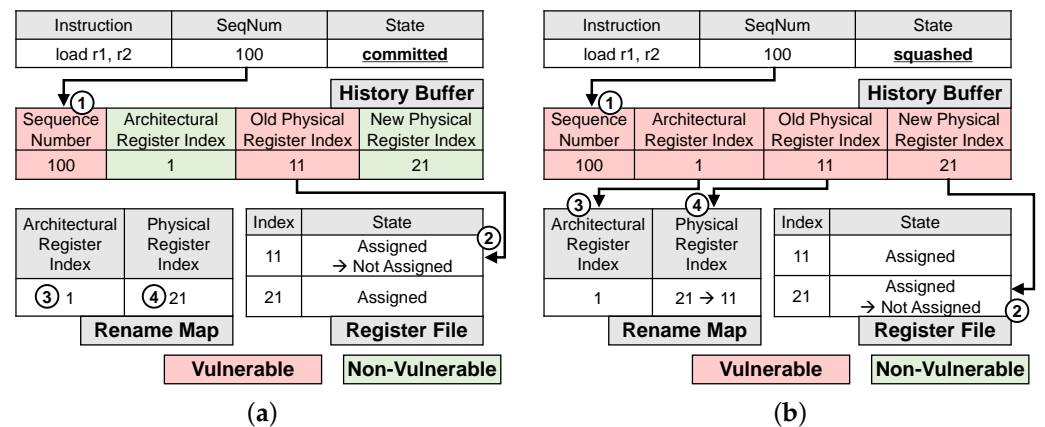 Instruction SeqNum State
load r1, r2 100 committed
History Buffer
①
Sequence Number Architectural Register Index Old Physical Register Index New Physical Register Index
100 1 11 21
Architectural Register Index Physical Register Index
③ 1 ④ 21
Rename Map
Index State
②
11 Assigned → Not Assigned
21 Assigned
Register File
Vulnerable Non-Vulnerable
(a)
Instruction SeqNum State
load r1, r2 100 squashed
History Buffer
①
Sequence Number Architectural Register Index Old Physical Register Index New Physical Register Index
100 1 11 21
③ ④
Architectural Register Index Physical Register Index
1 21 → 11
Rename Map
Index State
11 Assigned
21 Assigned → Not Assigned
②
Register File
Vulnerable Non-Vulnerable
(b)